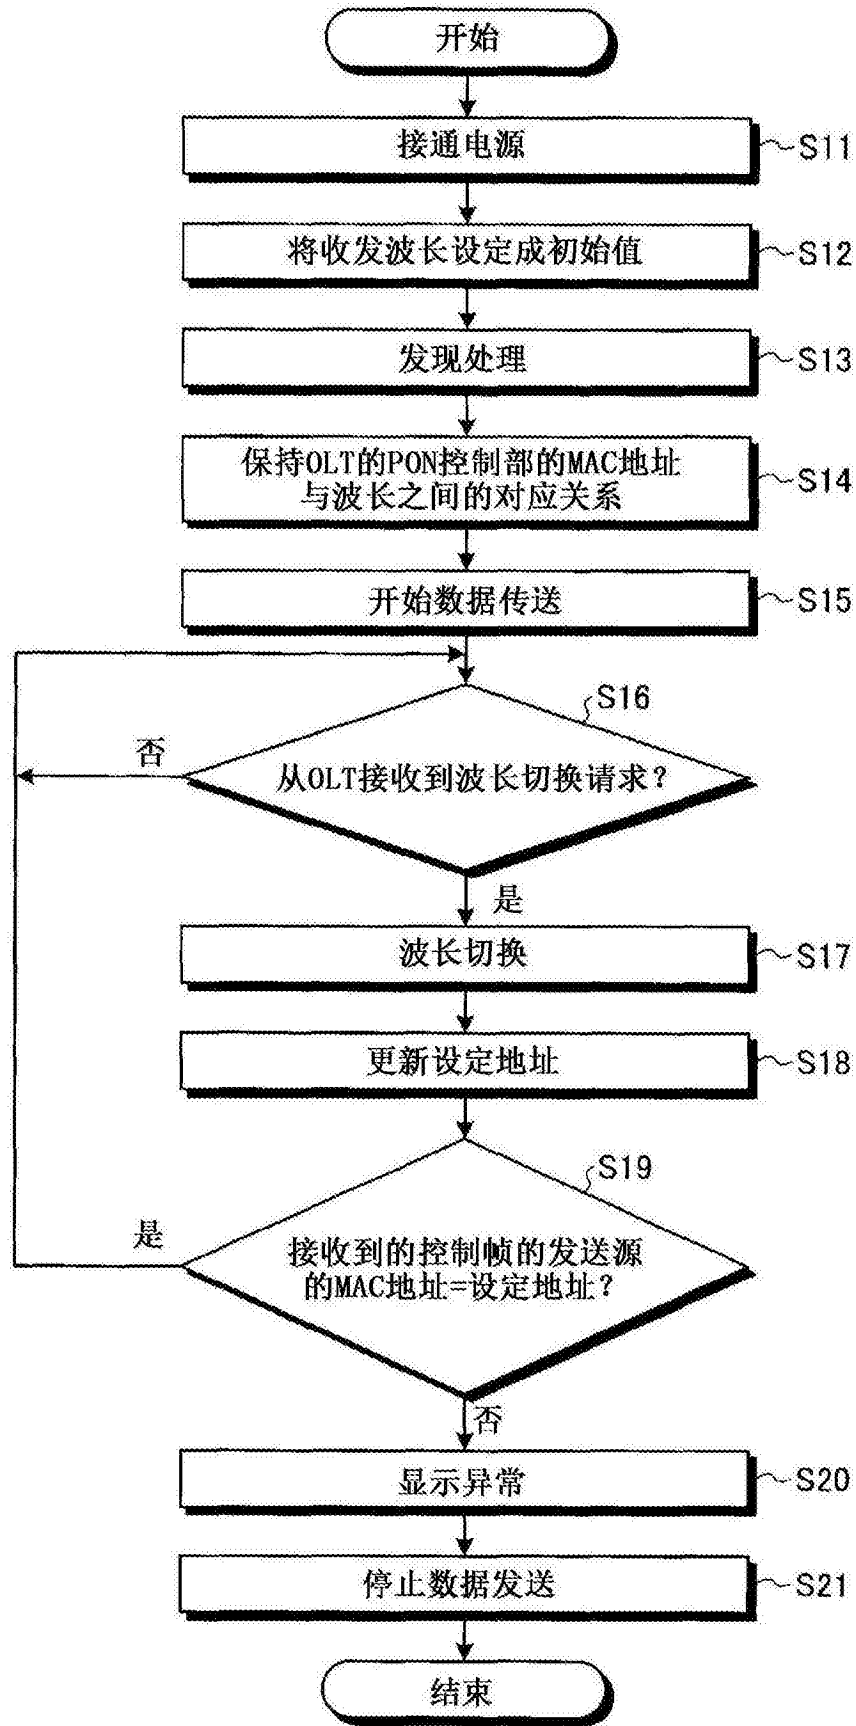 开始
接通电源
S11
将收发波长设定成初始值
S12
发现处理
S13
保持OLT的PON控制部的MAC地址
与波长之间的对应关系
S14
开始数据传送
S15
S16
否
从OLT接收到波长切换请求？
是
波长切换
S17
更新设定地址
S18
S19
是
接收到的控制帧的发送源
的MAC地址=设定地址？
否
显示异常
S20
停止数据发送
S21
结束